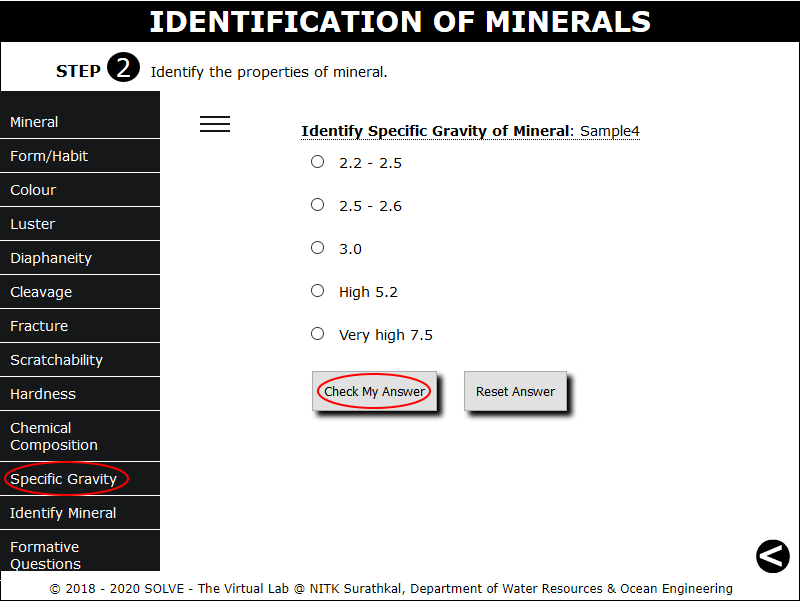 IDENTIFICATION OF MINERALS
STEP 2 Identify the properties of mineral.
Mineral
Form/Habit
Colour
Luster
Diaphaneity
Cleavage
Fracture
Scratchability
Hardness
Chemical
Composition
Specific Gravity
Identify Mineral
Formative
Questions
Identify Specific Gravity of Mineral: Sample4
2.2 - 2.5
2.5 - 2.6
3.0
High 5.2
Very high 7.5
Check My Answer
Reset Answer
<
© 2018 - 2020 SOLVE - The Virtual Lab @ NITK Surathkal, Department of Water Resources & Ocean Engineering